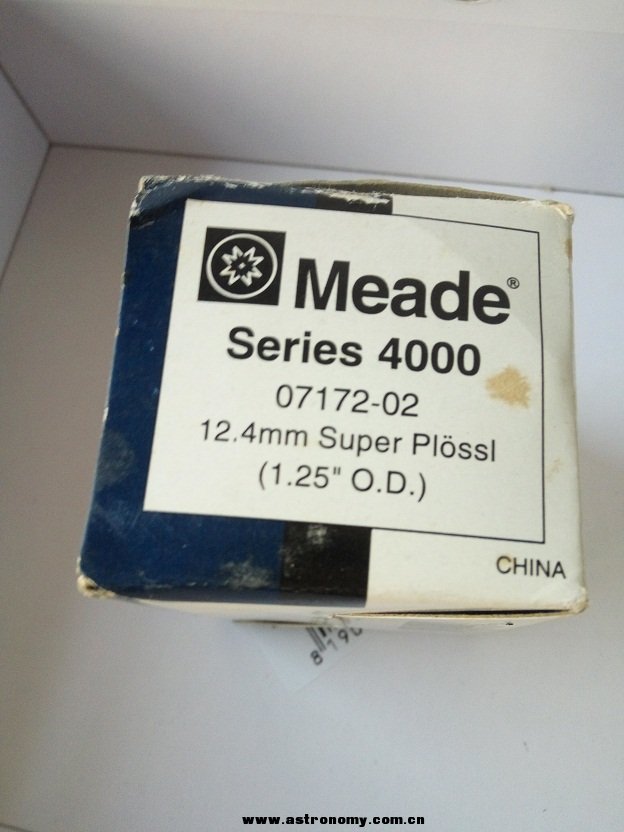 Meade®
Series 4000
07172-02
12.4mm Super Plössl
(1.25" O.D.)
CHINA
www.astronomy.com.cn